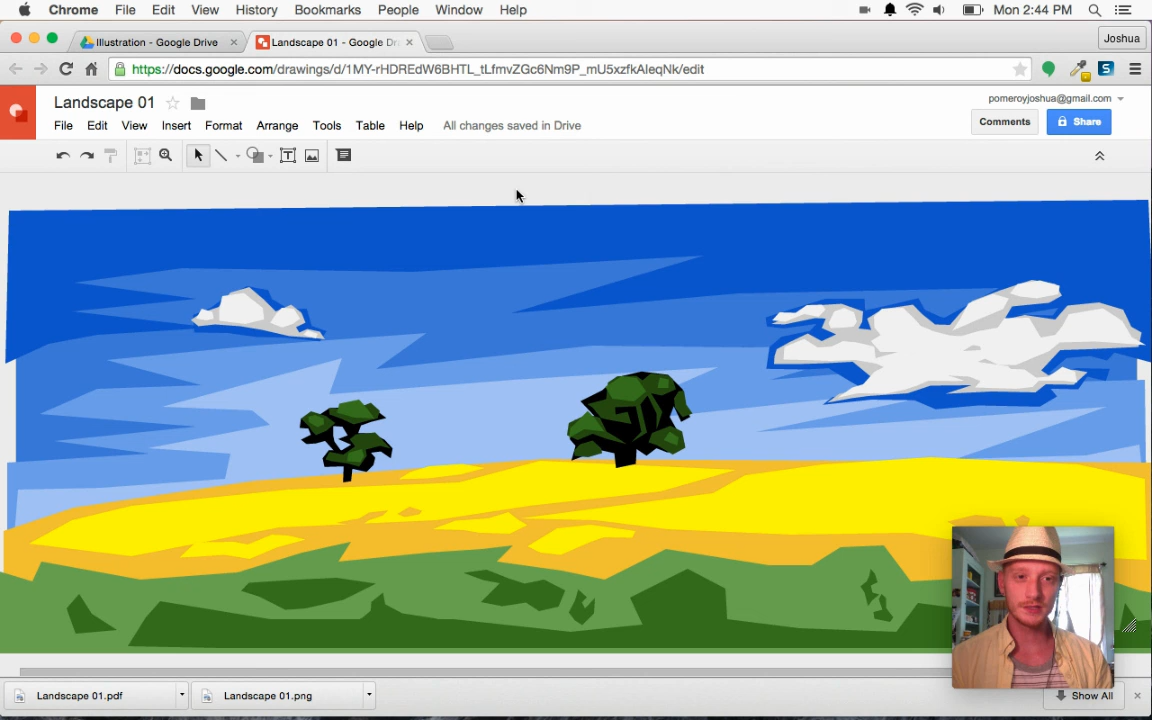 Chrome File Edit View History Bookmarks People Window Help Mon 2:44 PM
Illustration - Google Drive Landscape 01 - Google Dr Joshua
https://docs.google.com/drawings/d/1MY-rHDREdW6BHTL_tLfmvZGc6Nm9P_mU5xzfkAleqNk/edit
Landscape 01 pomeroyjoshua@gmail.com
File Edit View Insert Format Arrange Tools Table Help All changes saved in Drive Comments Share
Landscape 01.pdf Landscape 01.png Show All